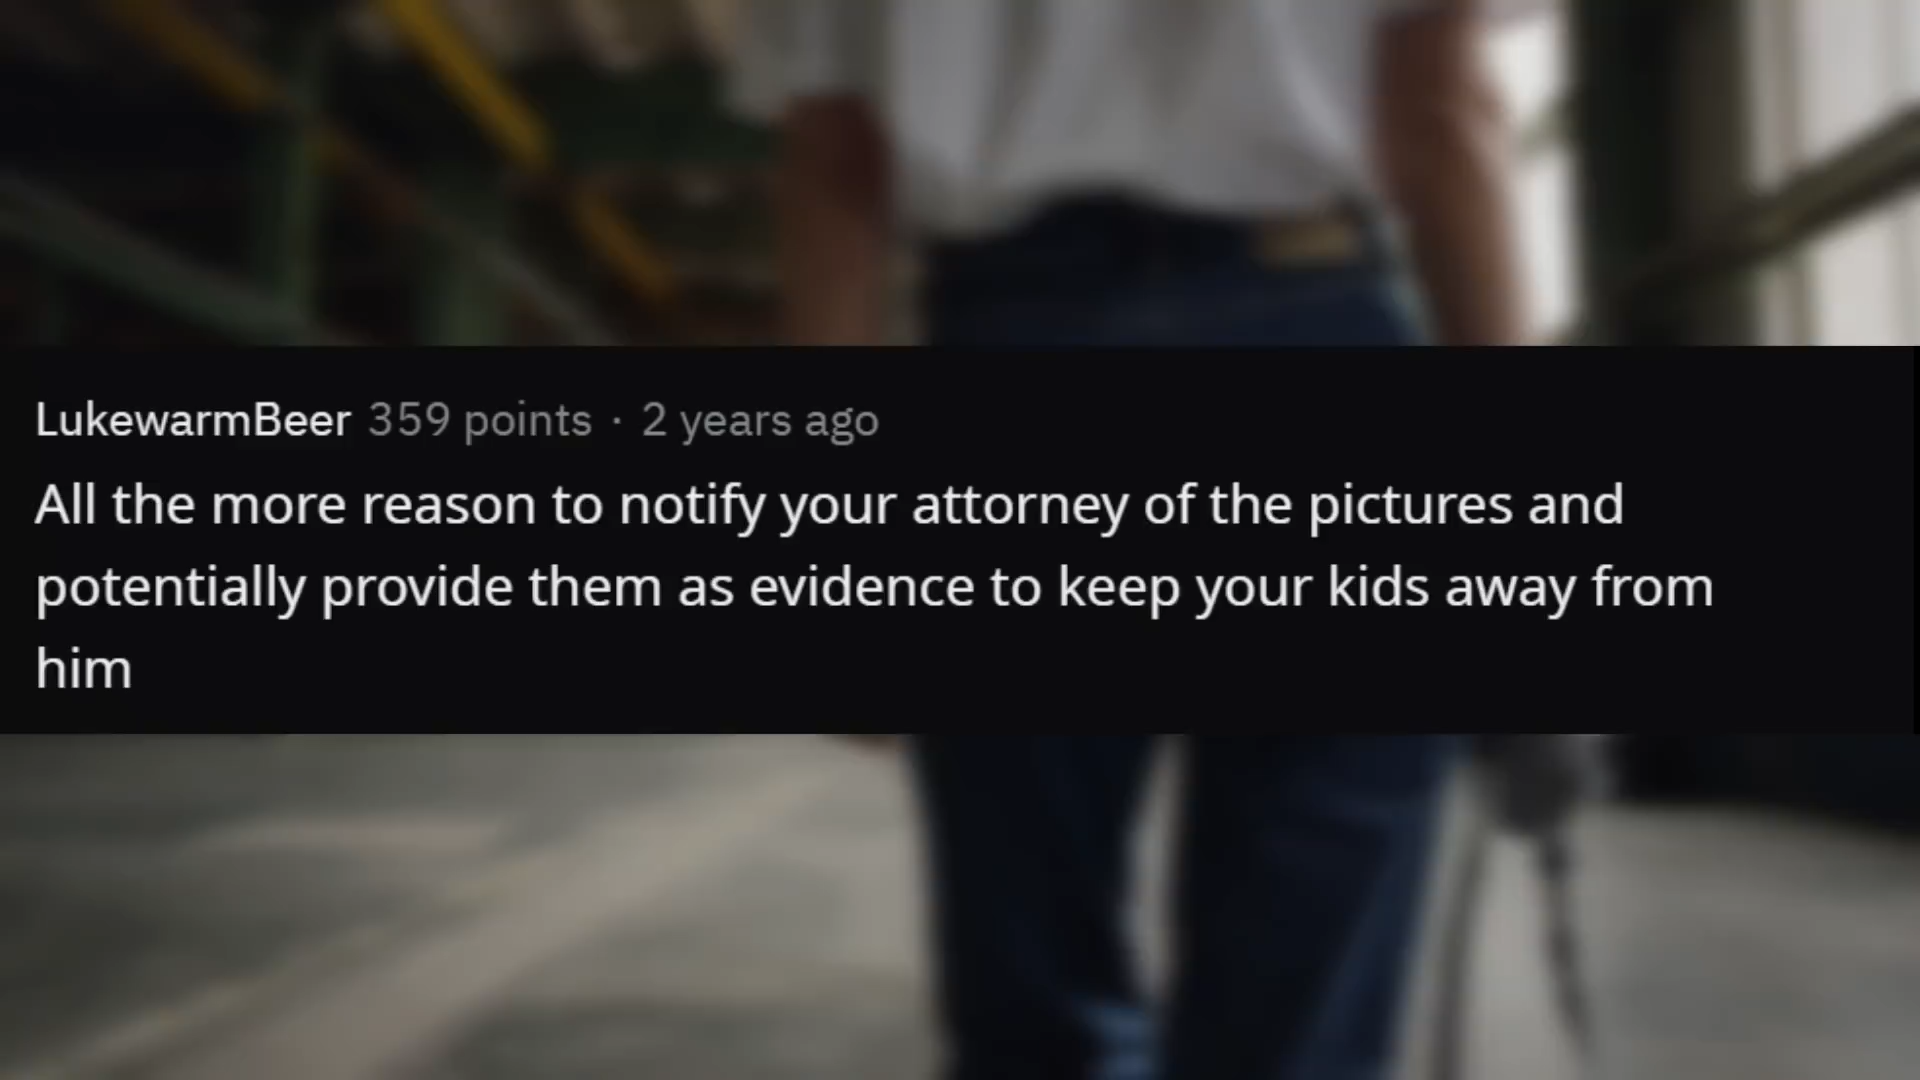 LukewarmBeer 359 points · 2 years ago
All the more reason to notify your attorney of the pictures and
potentially provide them as evidence to keep your kids away from
him